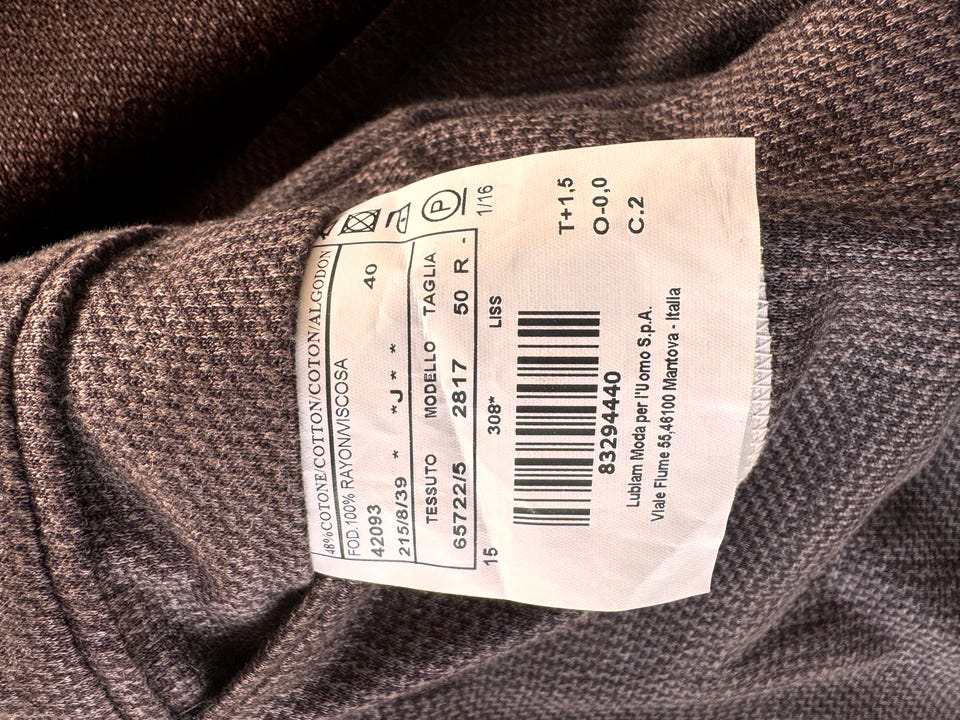 48%COTONE/COTTON/COTON/COTTON/ALGODON
FOD.100% RAYON/VISCOSA
42093 40
215/8/39 * *J* *
TESSUTO MODELLO TAGLIA
65722/5 2817 50 R -
15 308* LISS 1/16
P
T+1,5
O-0,0
C.2
83294440
Lubiam Moda per l'Uomo S.p.A.
Viale Fiume 55,46100 Mantova - Italia